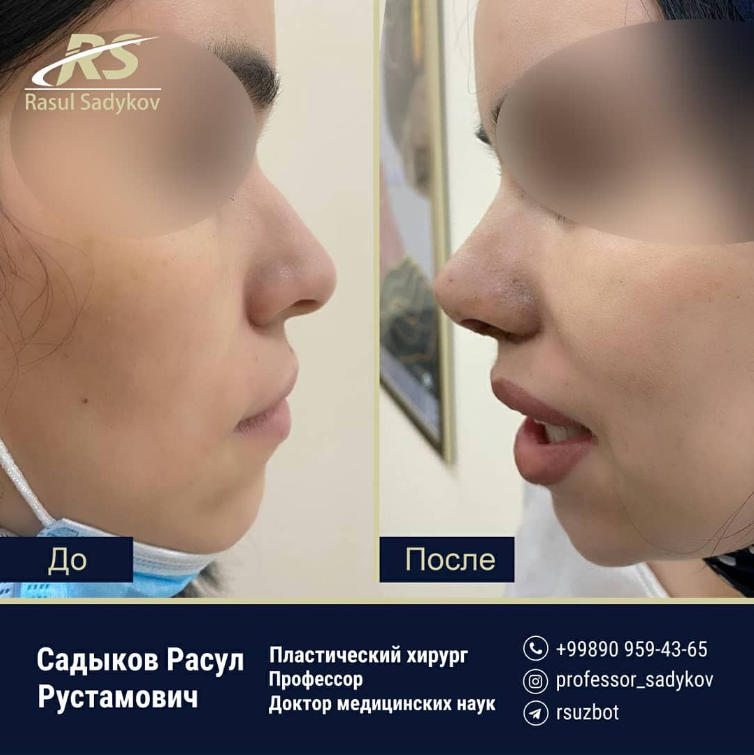 RS
Rasul Sadykov
До
После
Садыков Расул
Рустамович
Пластический хирург
Профессор
Доктор медицинских наук
+99890 959-43-65
professor_sadykov
rsuzbot